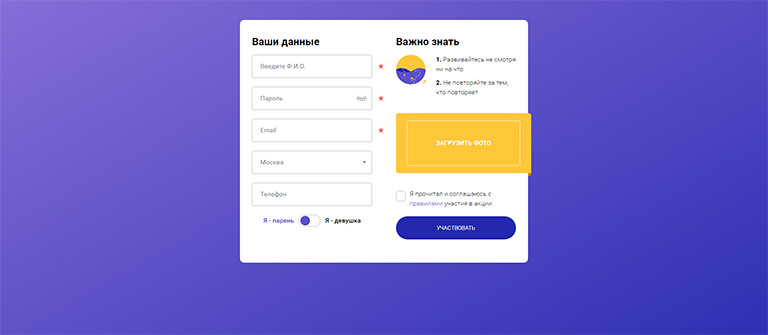 Ваши данные
Введите Ф.И.О.
*
Пароль
*
Email
*
Москва
Телефон
Я - парень
Я - девушка
Важно знать
1. Развивайтесь не смотря
ни на что
2. Не повторяйте за тем,
кто повторяет
ЗАГРУЗИТЬ ФОТО
Я прочитал и соглашаюсь с
правилами участия в акции.
УЧАСТВОВАТЬ